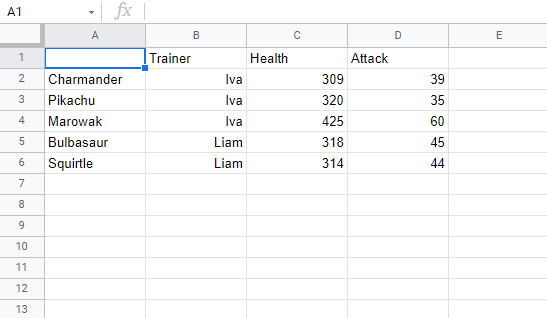 A1 fx
A B C D E
1 Trainer Health Attack
2 Charmander Iva 309 39
3 Pikachu Iva 320 35
4 Marowak Iva 425 60
5 Bulbasaur Liam 318 45
6 Squirtle Liam 314 44
7
8
9
10
11
12
13